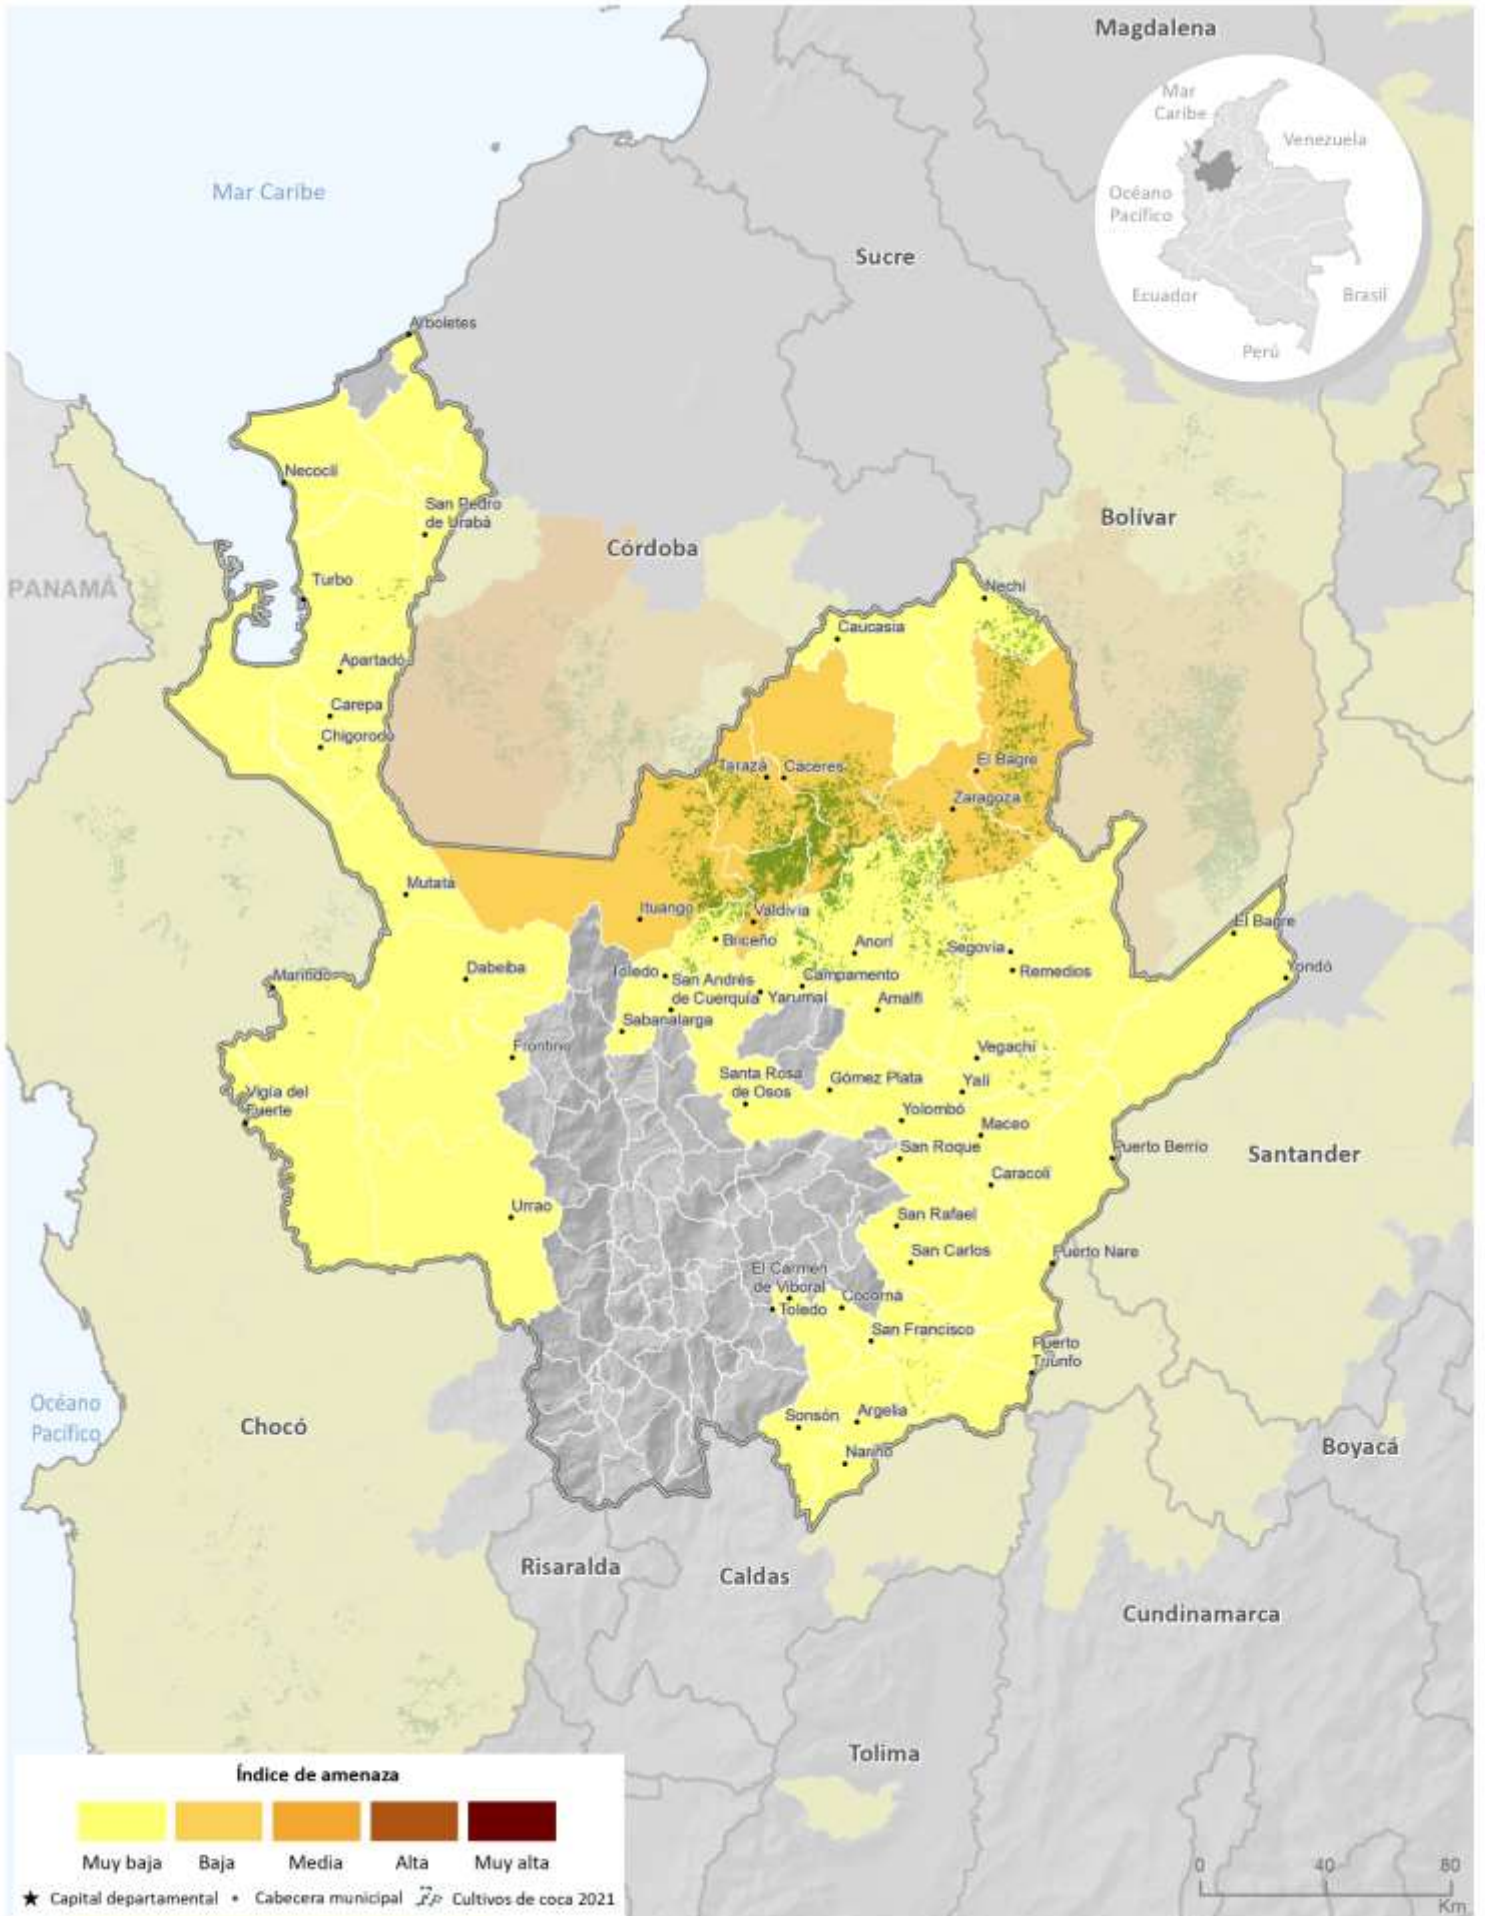 Magdalena
Mar
Caribe
Venezuela
Mar Caribe
Océano
Pacífico
Sucre
Ecuador
Brasil
Arboletes
Perú
Necoclí
San Pedro
de Urabá
Bolívar
Córdoba
PANAMÁ
Turbo
Nechí
Caucasia
Apartadó
Carepa
Chigorodó
Tarazá
Cáceres
El Bagre
Zaragoza
Mutatá
Ituango
Valdivia
El Bagre
Briceño
Anorí
Segovia
Murindó
Dabeiba
Toledo
San Andrés
de Cuerquía
Yarumal
Campamento
Remedios
Yondó
Amalfi
Sabanalarga
Frontino
Vegachí
Santa Rosa
de Osos
Gómez Plata
Yalí
Vigía del
Fuerte
Yolombó
Maceo
San Roque
Puerto Berrío
Santander
Caracolí
Urrao
San Rafael
San Carlos
Puerto Nare
El Carmen
de Viboral
Cocorná
Toledo
San Francisco
Puerto
Triunfo
Océano
Pacífico
Chocó
Sonsón
Argelia
Boyacá
Nariño
Risaralda
Caldas
Cundinamarca
Tolima
Índice de amenaza
Muy baja Baja Media Alta Muy alta
Capital departamental Cabecera municipal Cultivos de coca 2021
0 40 80
Km